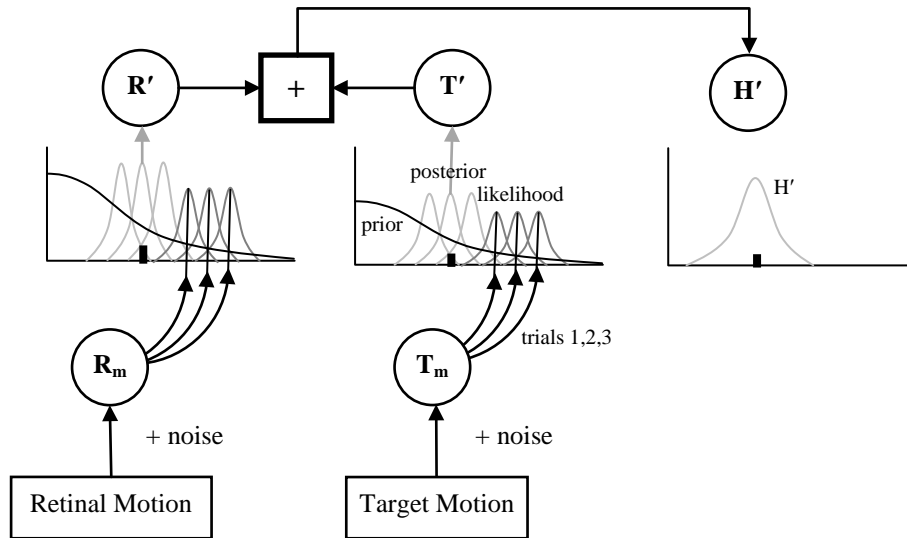 R′
+
T′
H′
posterior
likelihood
prior
H′
trials 1,2,3
Rm
Tm
+ noise
+ noise
Retinal Motion
Target Motion